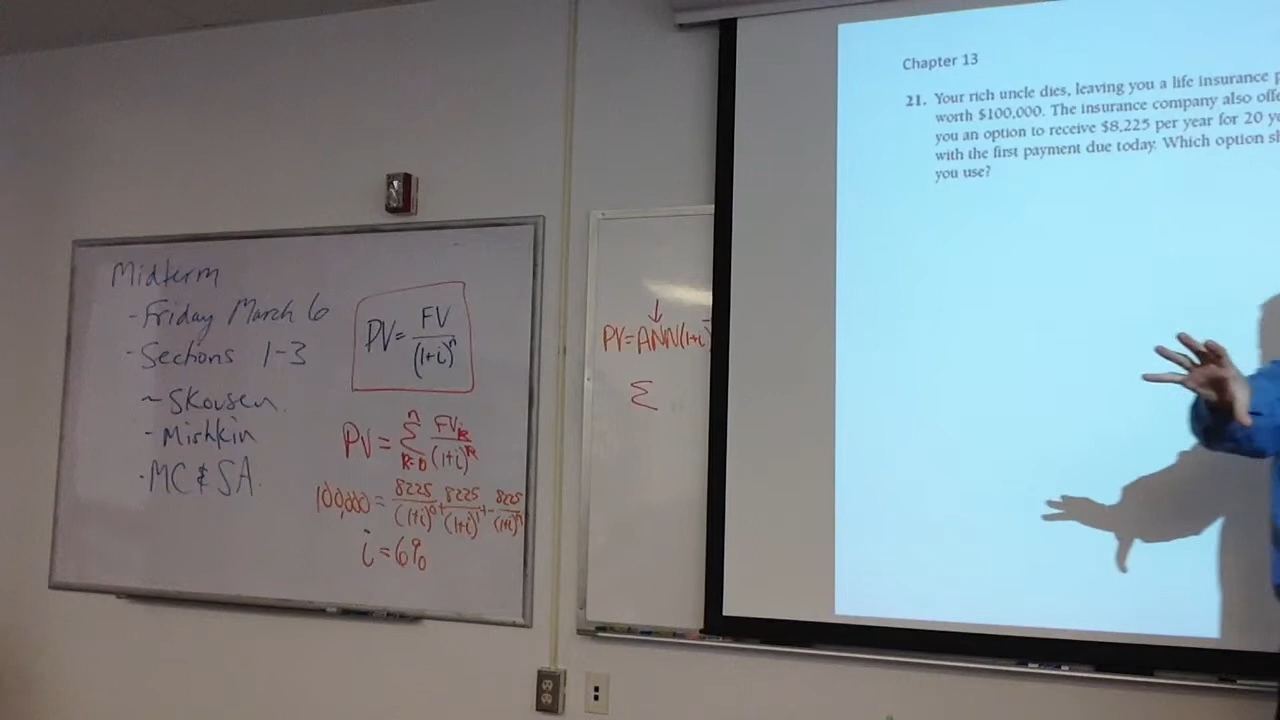 Midterm
- Friday March 6
- Sections 1-3
~ Skousen
- Mishkin
· MC & SA.
PV = FV / (1+i)^n
PV = Σ n k=0 FVk / (1+i)^k
100,000 = 8225 / (1+i)^0 + 8225 / (1+i)^1 + 8225 / (1+i)^n
i = 6%
↓
PV = ANN(1+i)
Σ
Chapter 13
21. Your rich uncle dies, leaving you a life insurance p
worth $100,000. The insurance company also offe
you an option to receive $8,225 per year for 20 ye
with the first payment due today. Which option s
you use?